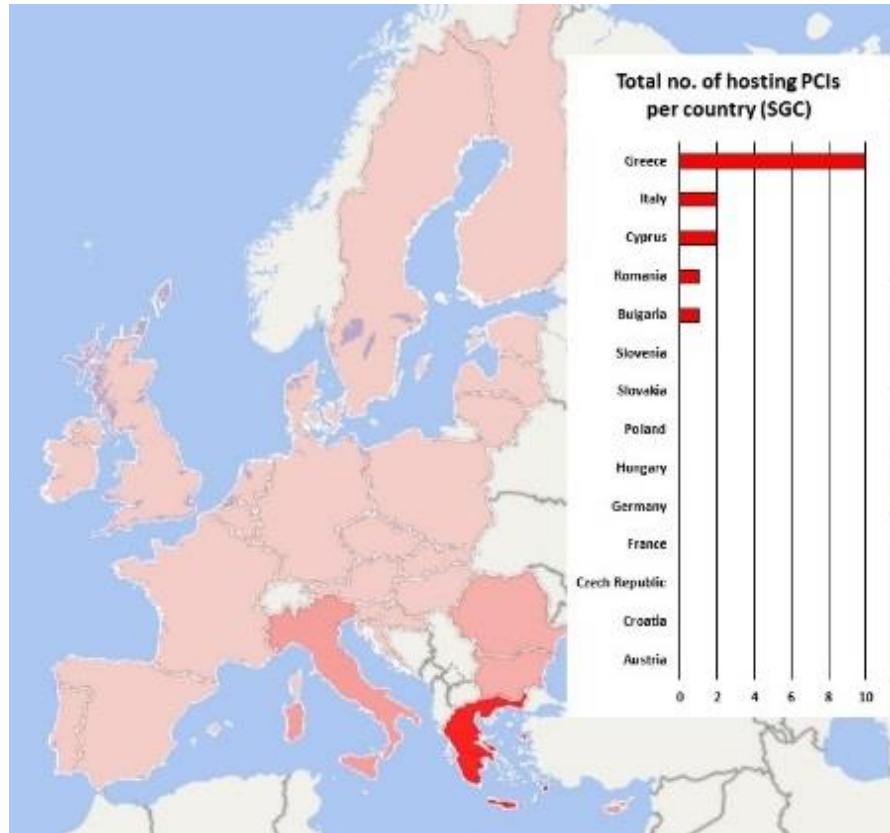 Total no. of hosting PCIs
per country (SGC)
Greece
Italy
Cyprus
Romania
Bulgaria
Slovenia
Slovakia
Poland
Hungary
Germany
France
Czech Republic
Croatia
Austria
0 2 4 6 8 10